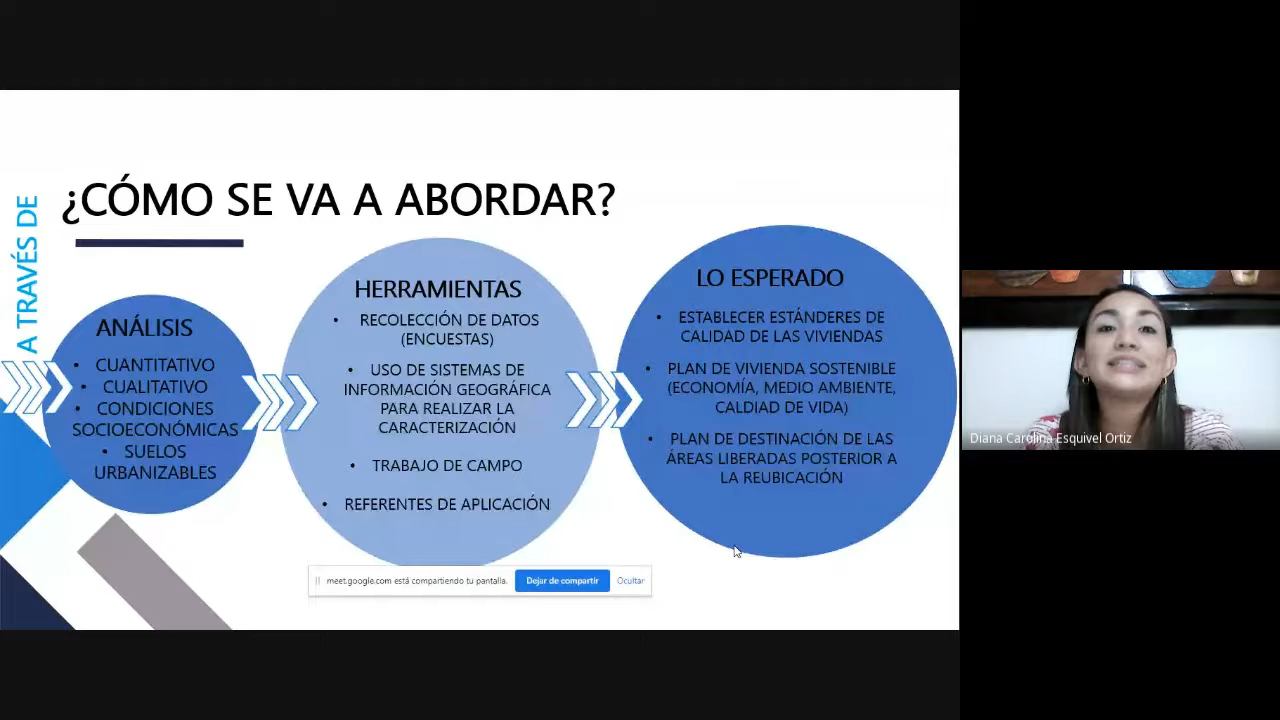 A TRAVÉS DE
¿CÓMO SE VA A ABORDAR?
ANÁLISIS
• CUANTITATIVO
• CUALITATIVO
• CONDICIONES
SOCIOECONÓMICAS
• SUELOS
URBANIZABLES
HERRAMIENTAS
• RECOLECCIÓN DE DATOS
(ENCUESTAS)
• USO DE SISTEMAS DE
INFORMACIÓN GEOGRÁFICA
PARA REALIZAR LA
CARACTERIZACIÓN
• TRABAJO DE CAMPO
• REFERENTES DE APLICACIÓN
LO ESPERADO
• ESTABLECER ESTÁNDERES DE
CALIDAD DE LAS VIVIENDAS
• PLAN DE VIVIENDA SOSTENIBLE
(ECONOMÍA, MEDIO AMBIENTE,
CALDIAD DE VIDA)
• PLAN DE DESTINACIÓN DE LAS
ÁREAS LIBERADAS POSTERIOR A
LA REUBICACIÓN
meet.google.com está compartiendo tu pantalla. Dejar de compartir Ocultar
Diana Carolina Esquivel Ortiz